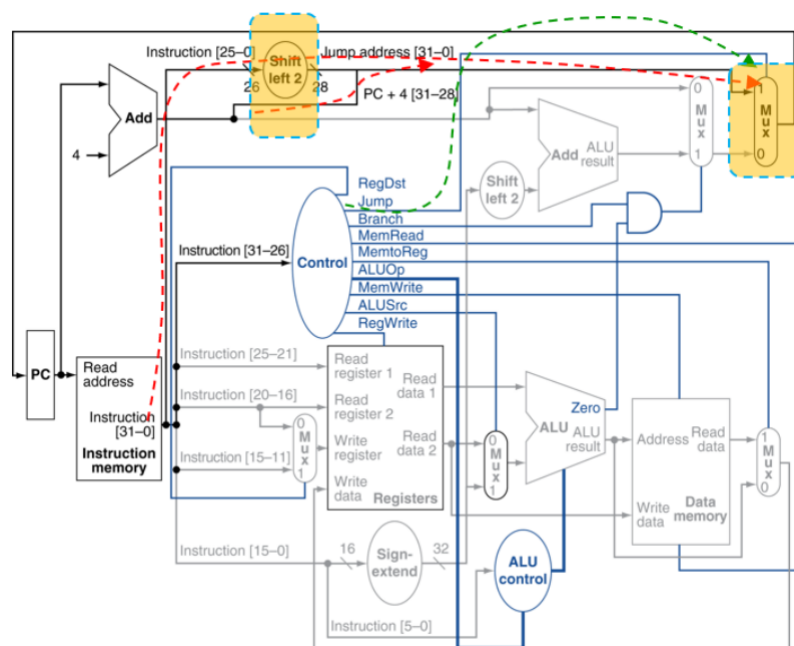 Instruction [25–0]
Shift
left 2
Jump address [31–0]
26
28
PC + 4 [31–28]
Add
4
0
M
u
x
1
1
M
u
x
0
Add
ALU
result
Shift
left 2
RegDst
Jump
Branch
MemRead
MemtoReg
ALUOp
MemWrite
ALUSrc
RegWrite
Instruction [31–26]
Control
PC
Read
address
Instruction
[31–0]
Instruction
memory
Instruction [25–21]
Instruction [20–16]
Instruction [15–11]
0
M
u
x
1
Read
register 1
Read
register 2
Write
register
Write
data
Read
data 1
Read
data 2
Registers
0
M
u
x
1
Zero
ALU
ALU
result
Address
Read
data
Write
data
Data
memory
1
M
u
x
0
Instruction [15–0]
16
Sign-
extend
32
ALU
control
Instruction [5–0]